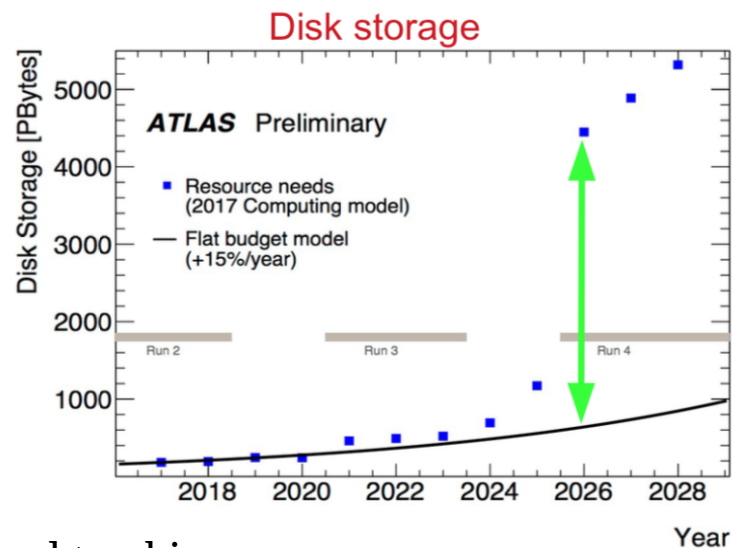 Disk storage
Disk Storage [PBytes]
5000
4000
3000
2000
1000
ATLAS Preliminary
Resource needs
(2017 Computing model)
Flat budget model
(+15%/year)
Run 2
Run 3
Run 4
2018
2020
2022
2024
2026
2028
Year